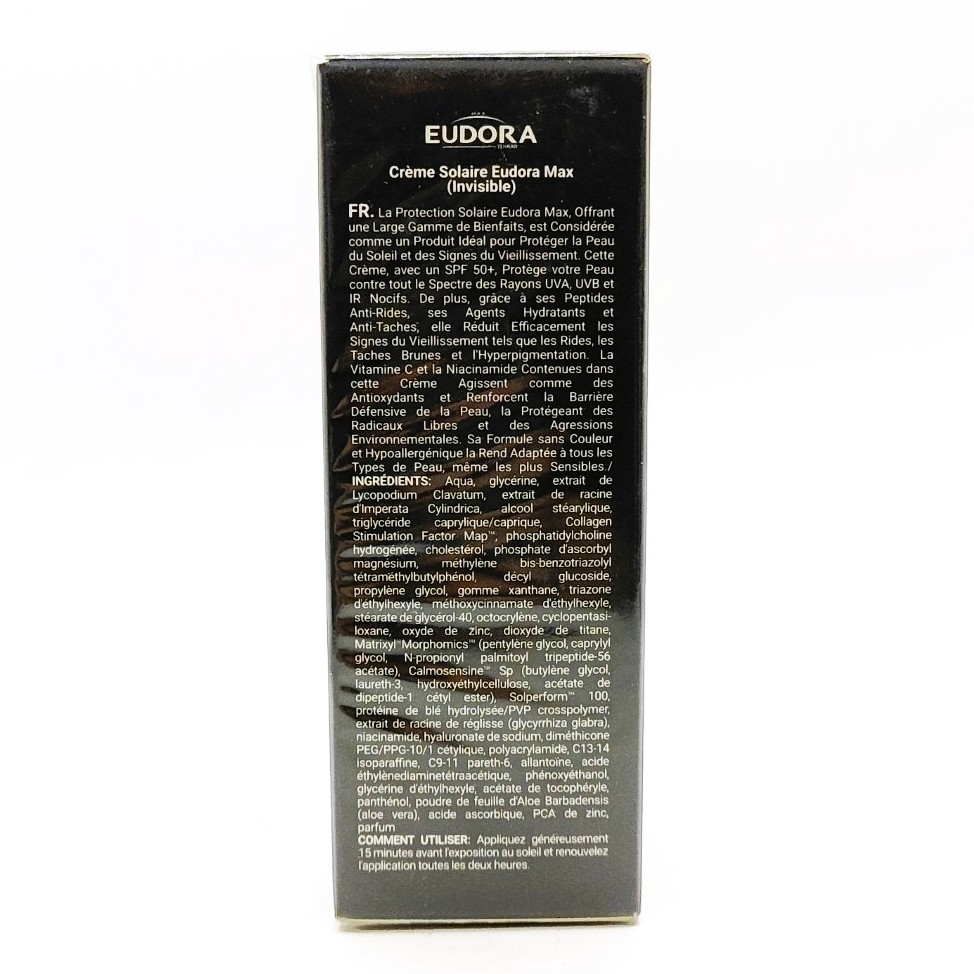 EUDORA
Crème Solaire Eudora Max
(Invisible)
FR. La Protection Solaire Eudora Max, Offrant
une Large Gamme de Bienfaits, est Considérée
comme un Produit Idéal pour Protéger la Peau
du Soleil et des Signes du Vieillissement. Cette
Crème, avec un SPF 50+, Protège votre Peau
contre tout le Spectre des Rayons UVA, UVB et
IR Nocifs. De plus, grâce à ses Peptides
Anti-Rides, ses Agents Hydratants et
Anti-Taches, elle Réduit Efficacement les
Signes du Vieillissement tels que les Rides, les
Taches Brunes et l'Hyperpigmentation. La
Vitamine C et la Niacinamide Contenues dans
cette Crème Agissent comme des
Antioxydants et Renforcent la Barrière
Défensive de la Peau, la Protégeant des
Radicaux Libres et des Agressions
Environnementales. Sa Formule sans Couleur
et Hypoallergénique la Rend Adaptée à tous les
Types de Peau, même les plus Sensibles./
INGRÉDIENTS: Aqua, glycérine, extrait de
Lycopodium Clavatum, extrait de racine
d'Imperata Cylindrica, alcool stéarylique,
triglycéride caprylique/caprique, Collagen
Stimulation Factor Map™, phosphatidylcholine
hydrogénée, cholestérol, phosphate d'ascorbyl
magnésium, méthylène bis-benzotriazolyl
tétraméthylbutylphénol, décyl glucoside,
propylène glycol, gomme xanthane, triazone
d'éthylhexyle, méthoxycinnamate d'éthylhexyle,
stéarate de glycérol-40, octocrylène, cyclopentasi-
loxane, oxyde de zinc, dioxyde de titane,
Matrixyl™Morphomics™ (pentylène glycol, caprylyl
glycol, N-propionyl palmitoyl tripeptide-56
acétate), Calmosensine™ Sp (butylène glycol,
laureth-3, hydroxyéthylcellulose, acétate de
dipeptide-1 cétyl ester), Solperform™ 100,
protéine de blé hydrolysée/PVP crosspolymer,
extrait de racine de réglisse (glycyrrhiza glabra),
niacinamide, hyaluronate de sodium, diméthicone
PEG/PPG-10/1 cétylique, polyacrylamide, C13-14
isoparaffine, C9-11 pareth-6, allantoïne, acide
éthylènediaminetétraacétique, phénoxyéthanol,
glycérine d'éthylhexyle, acétate de tocophéryle,
panthénol, poudre de feuille d'Aloe Barbadensis
(aloe vera), acide ascorbique, PCA de zinc,
parfum
COMMENT UTILISER: Appliquez généreusement
15 minutes avant l'exposition au soleil et renouvelez
l'application toutes les deux heures.